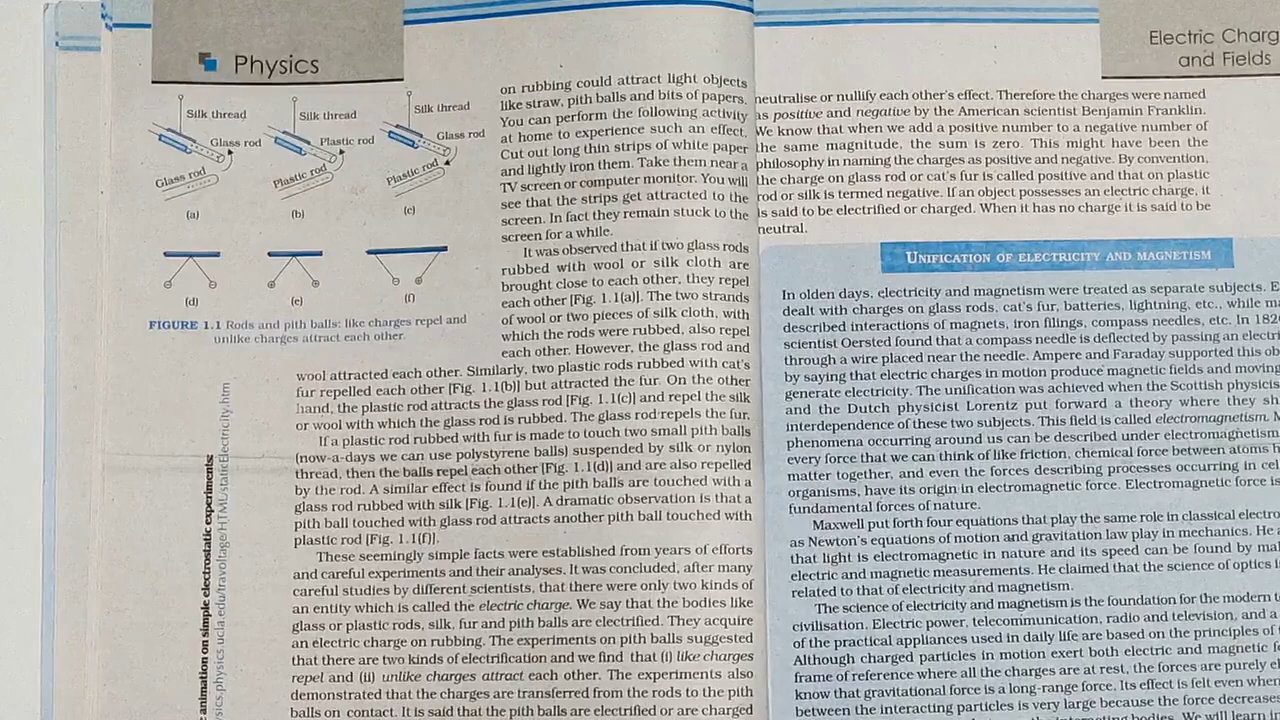 Physics
Silk thread
Silk thread
Silk thread
Glass rod
Plastic rod
Glass rod
Glass rod
Plastic rod
Plastic rod
(a)
(b)
(c)
(d)
(e)
(f)
FIGURE 1.1 Rods and pith balls: like charges repel and
unlike charges attract each other.
animation on simple electrostatic experiments:
physics.ucla.edu/travoltage/HTML/staticElectricity.htm
on rubbing could attract light objects
like straw, pith balls and bits of papers.
You can perform the following activity
at home to experience such an effect.
Cut out long thin strips of white paper
and lightly iron them. Take them near a
TV screen or computer monitor. You will
see that the strips get attracted to the
screen. In fact they remain stuck to the
screen for a while.
It was observed that if two glass rods
rubbed with wool or silk cloth are
brought close to each other, they repel
each other [Fig. 1.1(a)]. The two strands
of wool or two pieces of silk cloth, with
which the rods were rubbed, also repel
each other. However, the glass rod and
wool attracted each other. Similarly, two plastic rods rubbed with cat's
fur repelled each other [Fig. 1.1(b)] but attracted the fur. On the other
hand, the plastic rod attracts the glass rod [Fig. 1.1(c)] and repel the silk
or wool with which the glass rod is rubbed. The glass rod repels the fur.
If a plastic rod rubbed with fur is made to touch two small pith balls
(now-a-days we can use polystyrene balls) suspended by silk or nylon
thread, then the balls repel each other [Fig. 1.1(d)] and are also repelled
by the rod. A similar effect is found if the pith balls are touched with a
glass rod rubbed with silk [Fig. 1.1(e)]. A dramatic observation is that a
pith ball touched with glass rod attracts another pith ball touched with
plastic rod [Fig. 1.1(f)].
These seemingly simple facts were established from years of efforts
and careful experiments and their analyses. It was concluded, after many
careful studies by different scientists, that there were only two kinds of
an entity which is called the electric charge. We say that the bodies like
glass or plastic rods, silk, fur and pith balls are electrified. They acquire
an electric charge on rubbing. The experiments on pith balls suggested
that there are two kinds of electrification and we find that (i) like charges
repel and (ii) unlike charges attract each other. The experiments also
demonstrated that the charges are transferred from the rods to the pith
balls on contact. It is said that the pith balls are electrified or are charged
Electric Charg
and Fields
neutralise or nullify each other's effect. Therefore the charges were named
as positive and negative by the American scientist Benjamin Franklin.
We know that when we add a positive number to a negative number of
the same magnitude, the sum is zero. This might have been the
philosophy in naming the charges as positive and negative. By convention,
the charge on glass rod or cat's fur is called positive and that on plastic
rod or silk is termed negative. If an object possesses an electric charge, it
is said to be electrified or charged. When it has no charge it is said to be
neutral.
UNIFICATION OF ELECTRICITY AND MAGNETISM
In olden days, electricity and magnetism were treated as separate subjects. E
dealt with charges on glass rods, cat's fur, batteries, lightning, etc., while m
described interactions of magnets, iron filings, compass needles, etc. In 182
scientist Oersted found that a compass needle is deflected by passing an electri
through a wire placed near the needle. Ampere and Faraday supported this ob
by saying that electric charges in motion produce magnetic fields and moving
generate electricity. The unification was achieved when the Scottish physicis
and the Dutch physicist Lorentz put forward a theory where they sh
interdependence of these two subjects. This field is called electromagnetism.
phenomena occurring around us can be described under electromagnetism
every force that we can think of like friction, chemical force between atoms h
matter together, and even the forces describing processes occurring in cel
organisms, have its origin in electromagnetic force. Electromagnetic force is
fundamental forces of nature.
Maxwell put forth four equations that play the same role in classical electro
as Newton's equations of motion and gravitation law play in mechanics. He
that light is electromagnetic in nature and its speed can be found by mak
electric and magnetic measurements. He claimed that the science of optics i
related to that of electricity and magnetism.
The science of electricity and magnetism is the foundation for the modern t
civilisation. Electric power, telecommunication, radio and television, and a
of the practical appliances used in daily life are based on the principles of
Although charged particles in motion exert both electric and magnetic f
frame of reference where all the charges are at rest, the forces are purely el
know that gravitational force is a long-range force. Its effect is felt even when
between the interacting particles is very large because the force decreases
bodies. We will learn in